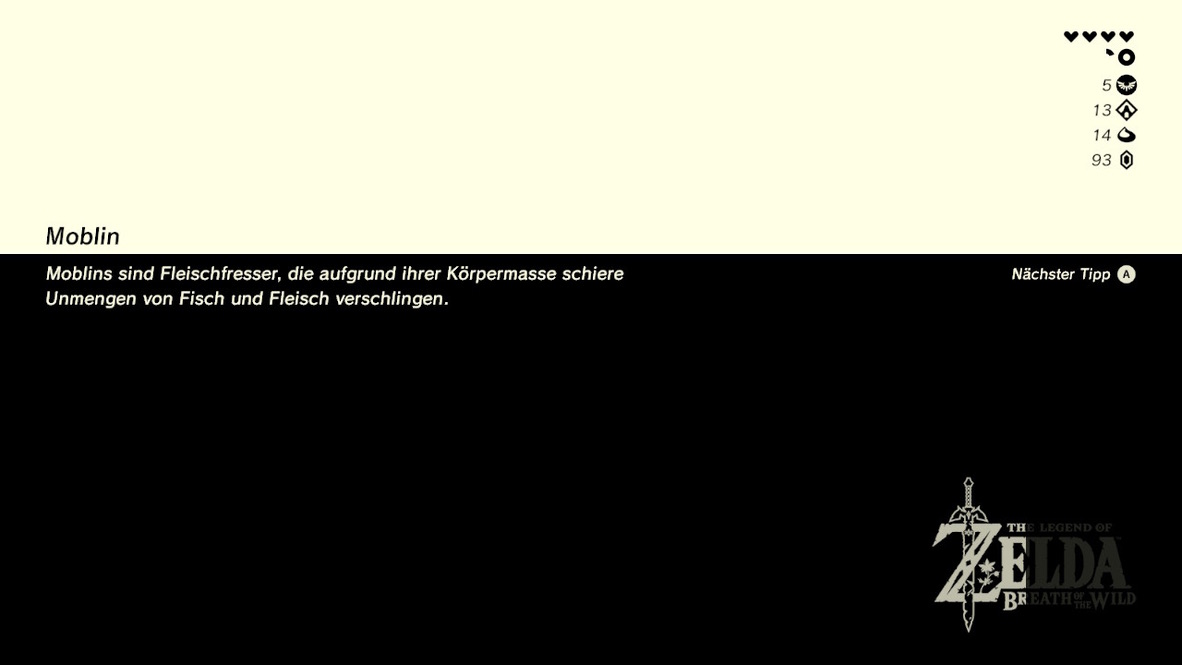 5
13
14
93
Moblin
Moblins sind Fleischfresser, die aufgrund ihrer Körpermasse schiere
Unmengen von Fisch und Fleisch verschlingen.
Nächster Tipp A
THE LEGEND OF
ZELDA
BREATH OF THE WILD